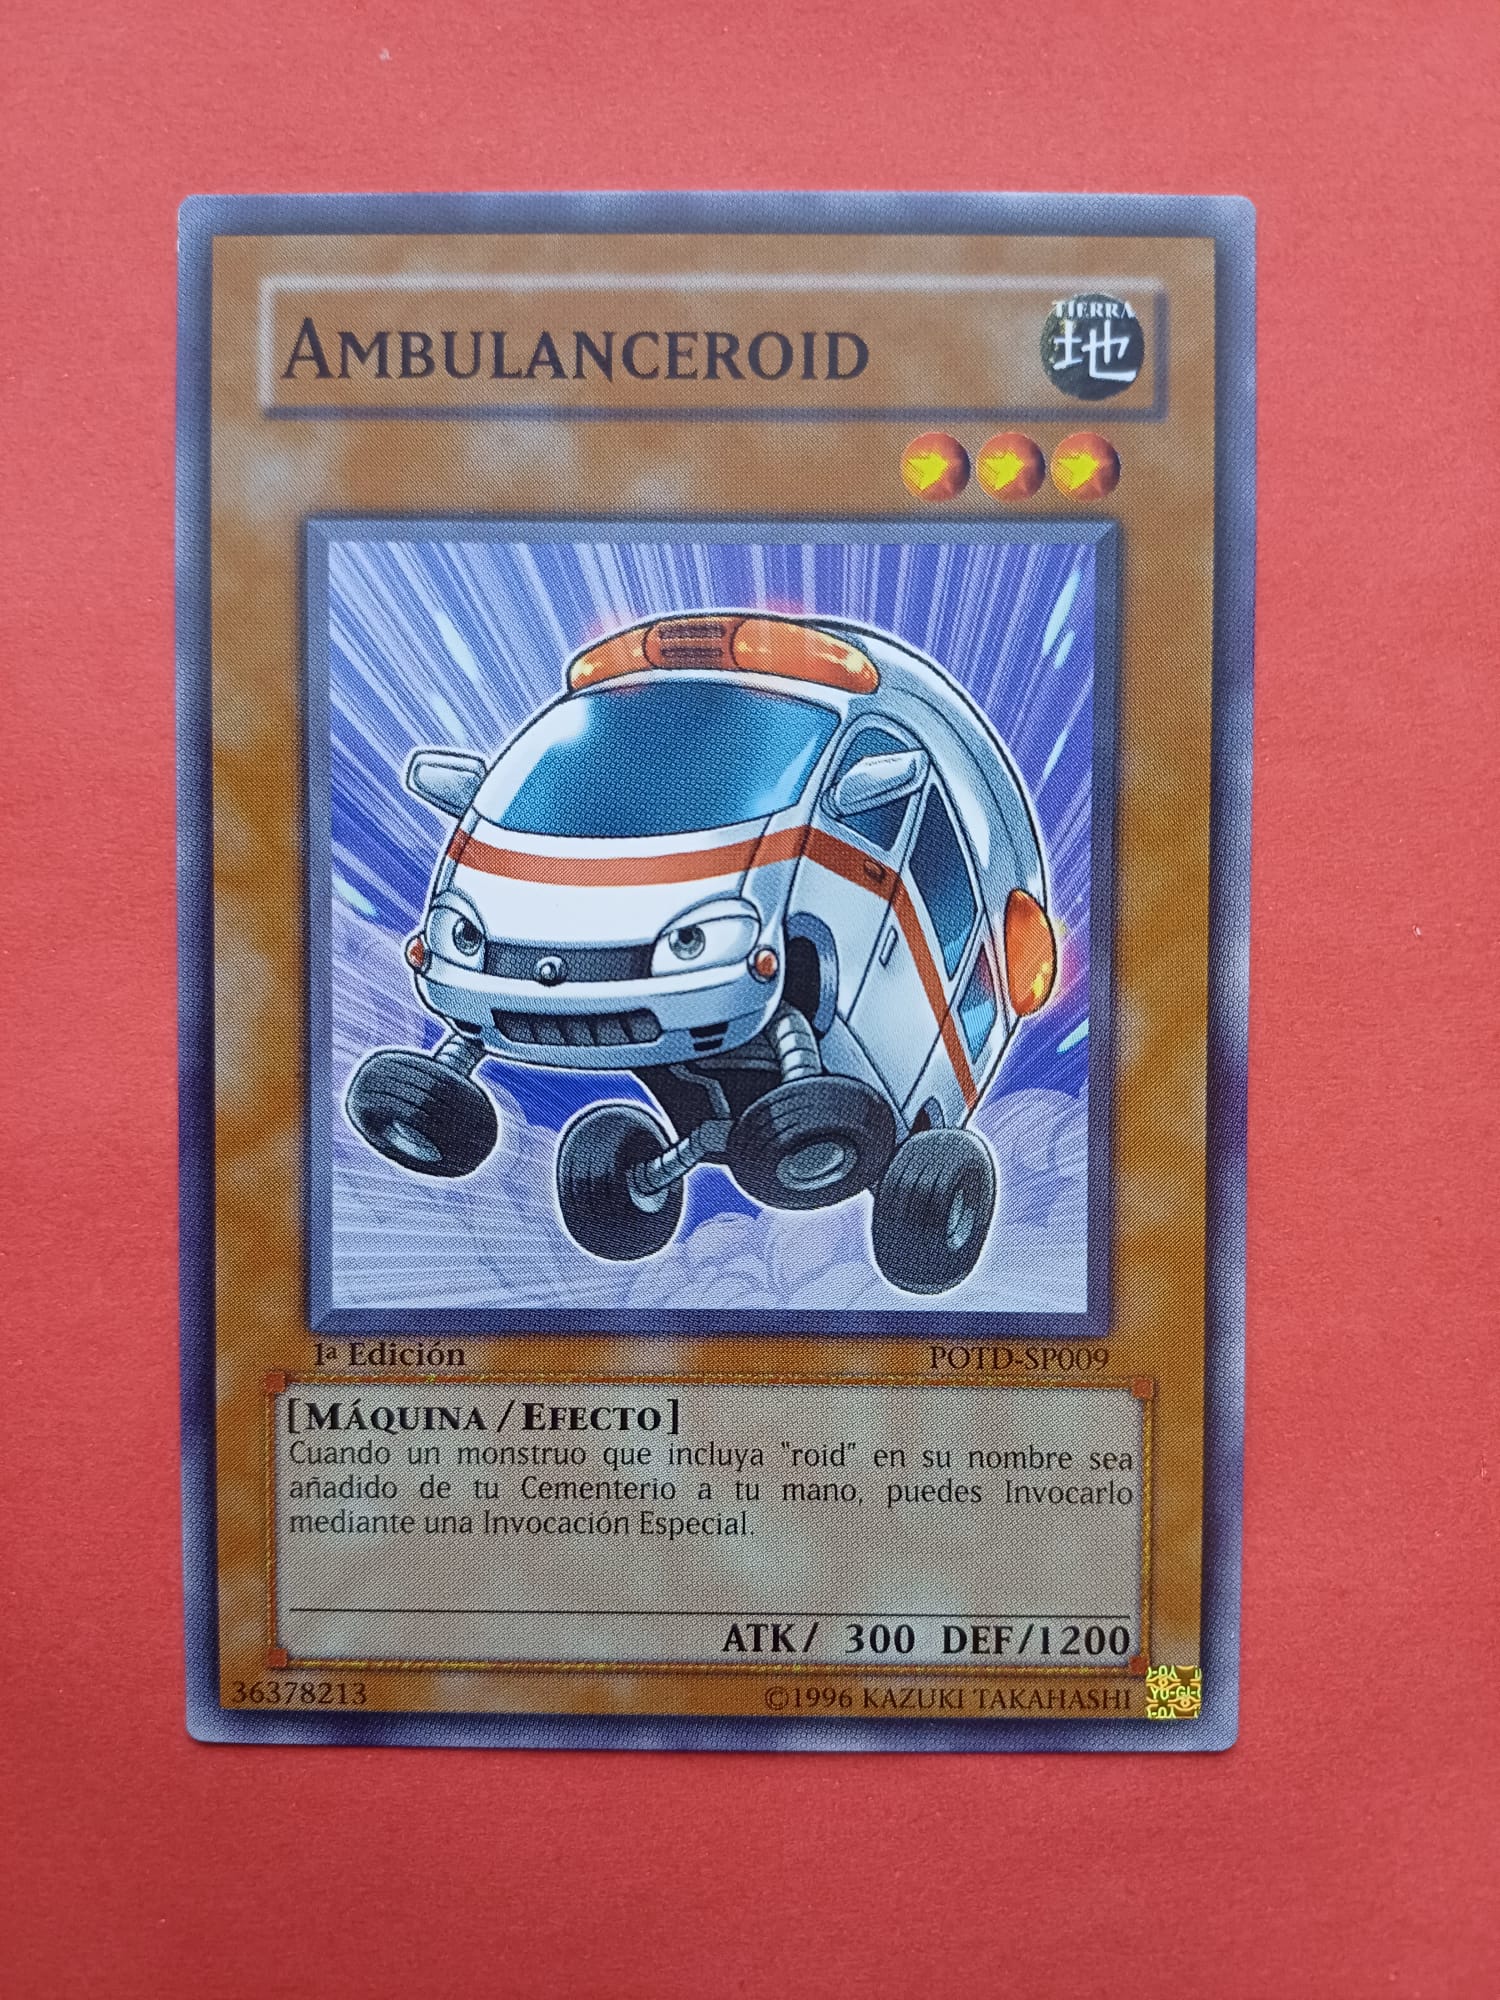 AMBULANCEROID
TIERRA
地
1ª Edición
POTD-SP009
[MÁQUINA / EFECTO]
Cuando un monstruo que incluya "roid" en su nombre sea
añadido de tu Cementerio a tu mano, puedes Invocarlo
mediante una Invocación Especial.
ATK/ 300 DEF/1200
36378213
©1996 KAZUKI TAKAHASHI
YU-GI-